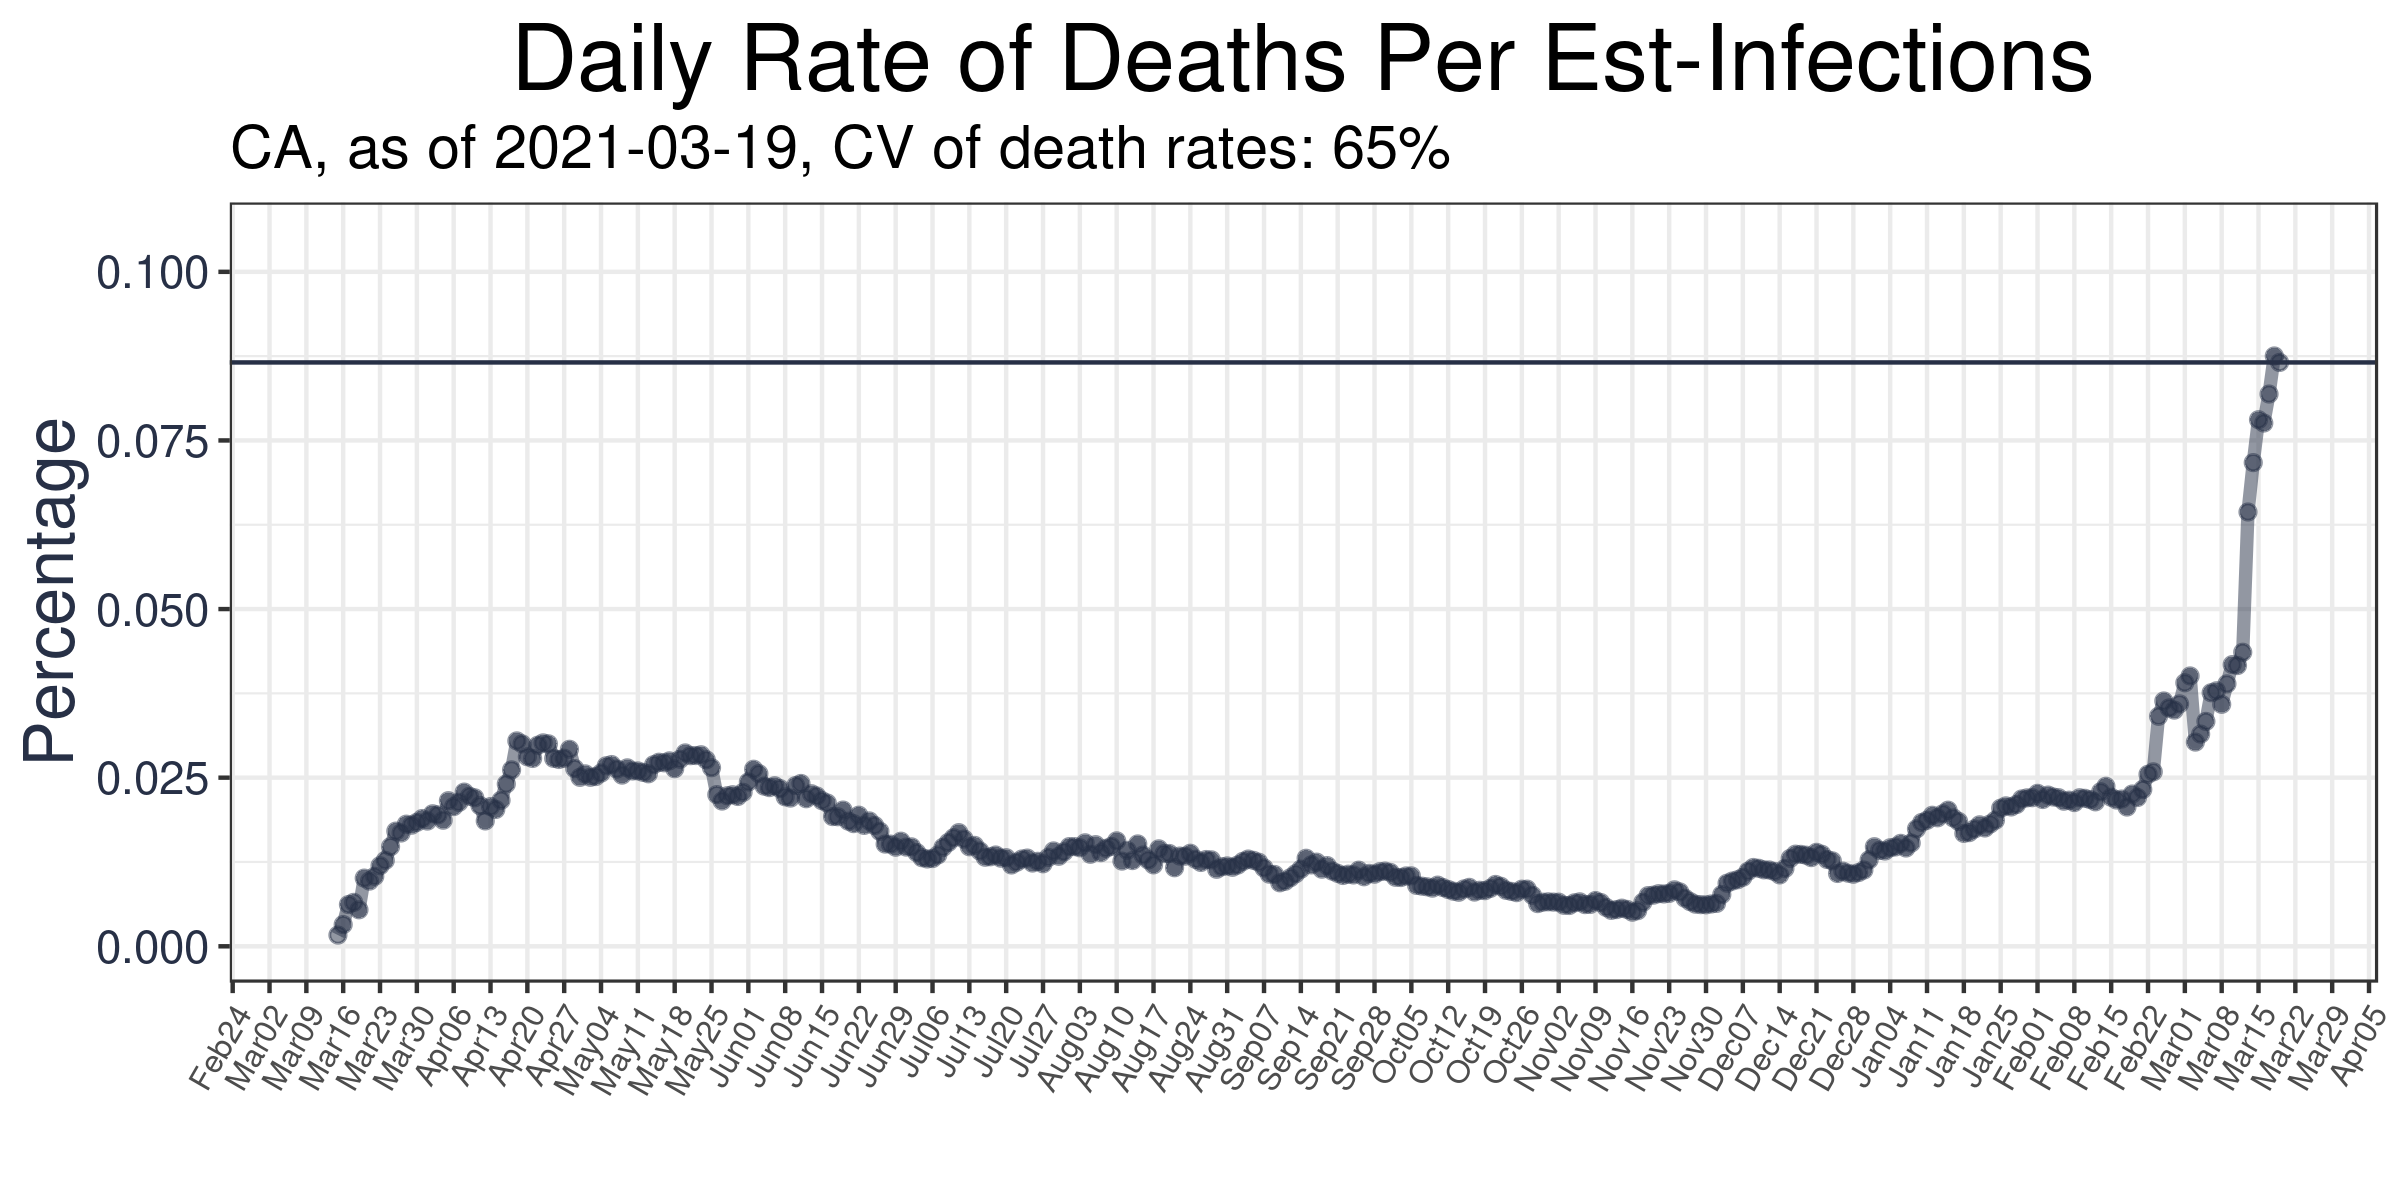 Daily Rate of Deaths Per Est-Infections
CA, as of 2021-03-19, CV of death rates: 65%
Percentage
0.100
0.075
0.050
0.025
0.000
Feb24
Mar02
Mar09
Mar16
Mar23
Mar30
Apr06
Apr13
Apr20
Apr27
May04
May11
May18
May25
Jun01
Jun08
Jun15
Jun22
Jun29
Jul06
Jul13
Jul20
Jul27
Aug03
Aug10
Aug17
Aug24
Aug31
Sep07
Sep14
Sep21
Sep28
Oct05
Oct12
Oct19
Oct26
Nov02
Nov09
Nov16
Nov23
Nov30
Dec07
Dec14
Dec21
Dec28
Jan04
Jan11
Jan18
Jan25
Feb01
Feb08
Feb15
Feb22
Mar01
Mar08
Mar15
Mar22
Mar29
Apr05